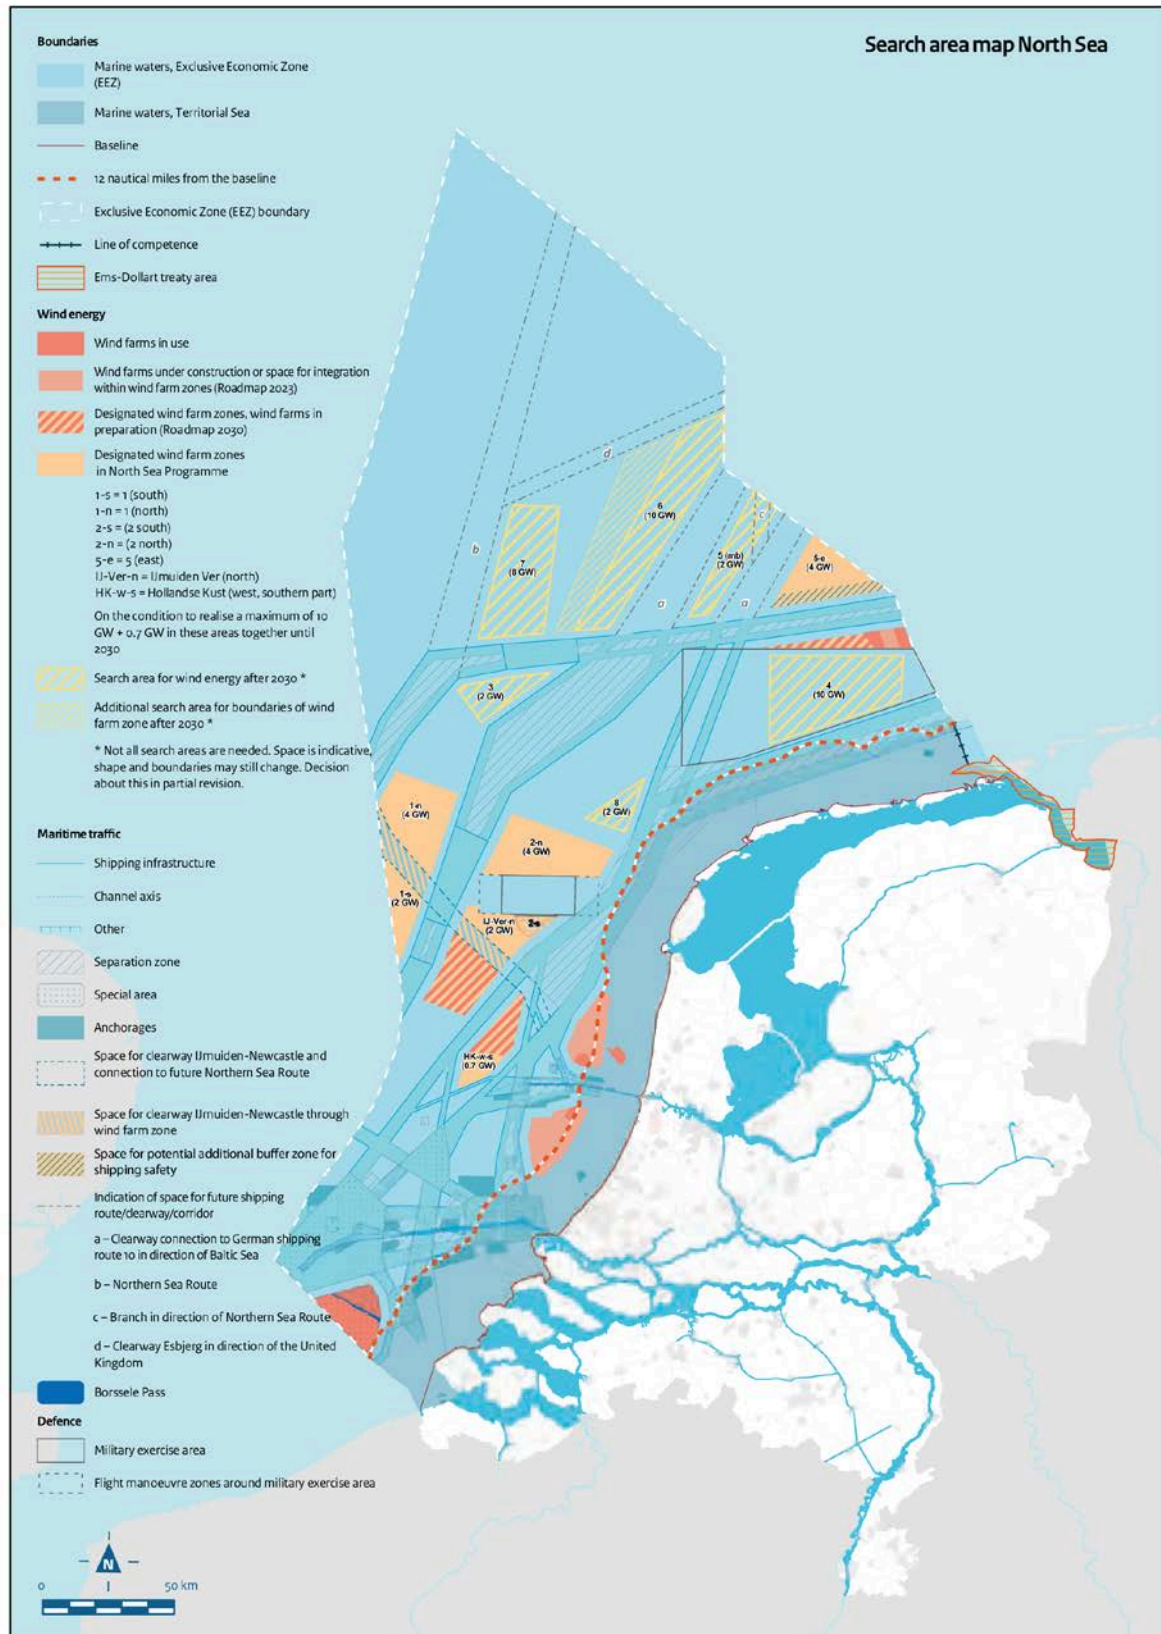 Search area map North Sea
Boundaries
Marine waters, Exclusive Economic Zone
(EEZ)
Marine waters, Territorial Sea
Baseline
12 nautical miles from the baseline
Exclusive Economic Zone (EEZ) boundary
Line of competence
Ems-Dollart treaty area
Wind energy
Wind farms in use
Wind farms under construction or space for integration
within wind farm zones (Roadmap 2023)
Designated wind farm zones, wind farms in
preparation (Roadmap 2030)
Designated wind farm zones
in North Sea Programme
1-s = 1 (south)
1-n = 1 (north)
2-s = (2 south)
2-n = (2 north)
5-e = 5 (east)
IJ-Ver-n = IJmuiden Ver (north)
HK-w-s = Hollandse Kust (west, southern part)
On the condition to realise a maximum of 10
GW + 0.7 GW in these areas together until
2030
Search area for wind energy after 2030 *
Additional search area for boundaries of wind
farm zone after 2030 *
* Not all search areas are needed. Space is indicative,
shape and boundaries may still change. Decision
about this in partial revision.
Maritime traffic
Shipping infrastructure
Channel axis
Other
Separation zone
Special area
Anchorages
Space for clearway IJmuiden-Newcastle and
connection to future Northern Sea Route
Space for clearway IJmuiden-Newcastle through
wind farm zone
Space for potential additional buffer zone for
shipping safety
Indication of space for future shipping
route/clearway/corridor
a – Clearway connection to German shipping
route 10 in direction of Baltic Sea
b – Northern Sea Route
c – Branch in direction of Northern Sea Route
d – Clearway Esbjerg in direction of the United
Kingdom
Borssele Pass
Defence
Military exercise area
Flight manoeuvre zones around military exercise area
N
0
50 km
d
6
(10 GW)
c
b
7
(8 GW)
5 (mb)
(2 GW)
5-e
(4 GW)
a
a
3
(2 GW)
4
(10 GW)
1-n
(4 GW)
8
(2 GW)
2-n
(4 GW)
1-s
(2 GW)
IJ-Ver-n
(2 GW)
2-s
HK-w-s
(0.7 GW)